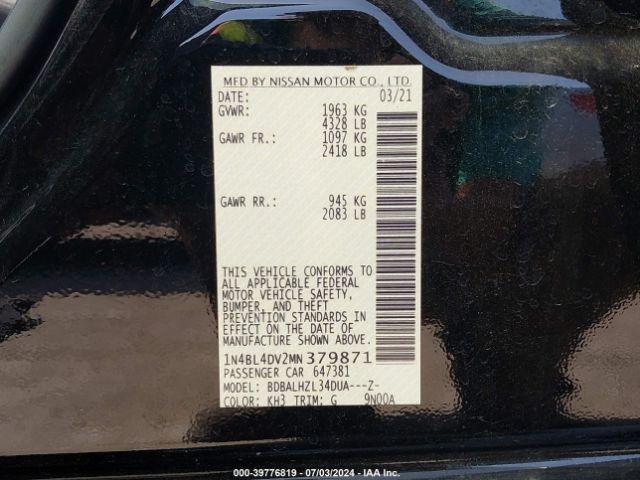 MFD BY NISSAN MOTOR CO., LTD.
DATE: 03/21
GVWR: 1963 KG
4328 LB
GAWR FR.: 1097 KG
2418 LB
GAWR RR.: 945 KG
2083 LB
THIS VEHICLE CONFORMS TO
ALL APPLICABLE FEDERAL
MOTOR VEHICLE SAFETY,
BUMPER, AND THEFT
PREVENTION STANDARDS IN
EFFECT ON THE DATE OF
MANUFACTURE SHOWN ABOVE.
1N4BL4DV2MN379871
PASSENGER CAR 647381
MODEL: BDBALHZL34DUA---Z-
COLOR: KH3 TRIM: G 9N00A
000-39776819 - 07/03/2024 - IAA Inc.